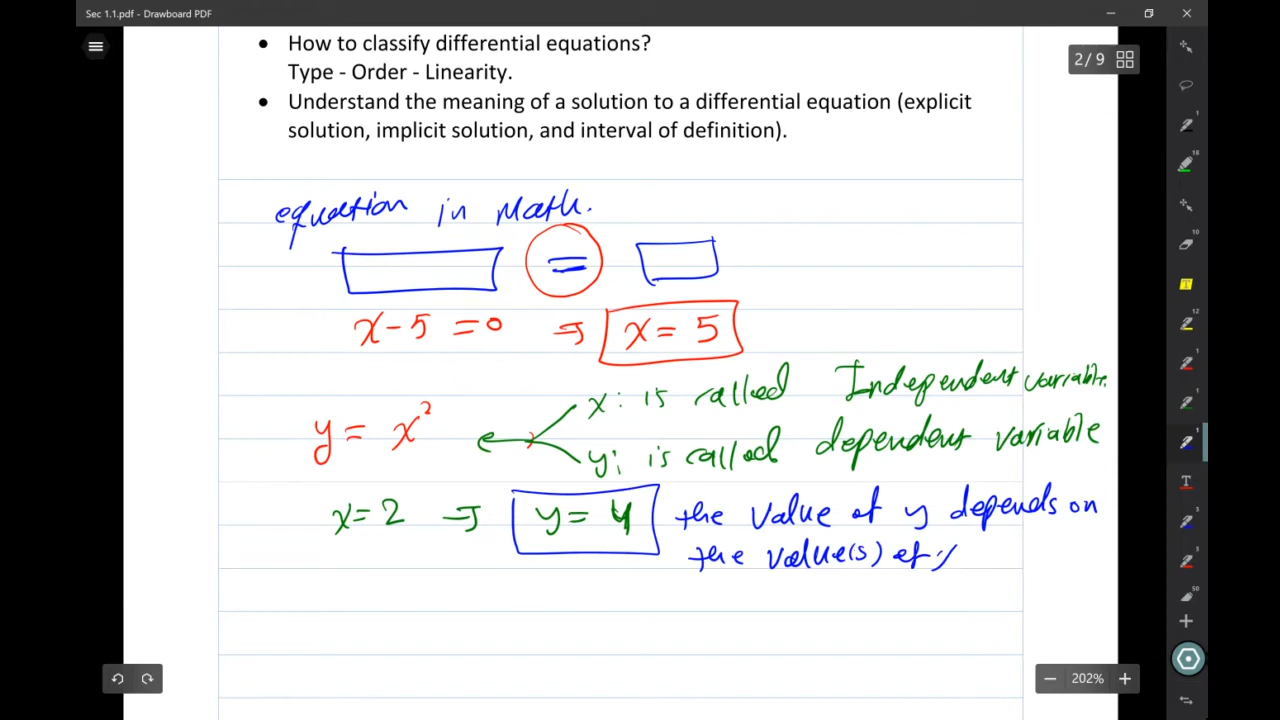 Sec 1.1.pdf - Drawboard PDF
How to classify differential equations?
Type - Order - Linearity.
2 / 9
Understand the meaning of a solution to a differential equation (explicit
solution, implicit solution, and interval of definition).
equation in Math.
=
x - 5 = 0 ⇒ x = 5
x: is called Independent variable.
y = x²
y: is called dependent variable
x = 2 ⇒ y = 4 the value of y depends on
the value(s) of
202%